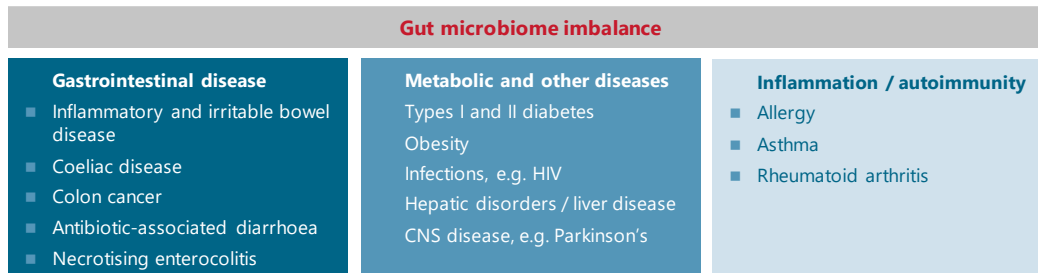 Gut microbiome imbalance
Gastrointestinal disease
Inflammatory and irritable bowel
disease
Coeliac disease
Colon cancer
Antibiotic-associated diarrhoea
Necrotising enterocolitis
Metabolic and other diseases
Types I and II diabetes
Obesity
Infections, e.g. HIV
Hepatic disorders / liver disease
CNS disease, e.g. Parkinson's
Inflammation / autoimmunity
Allergy
Asthma
Rheumatoid arthritis